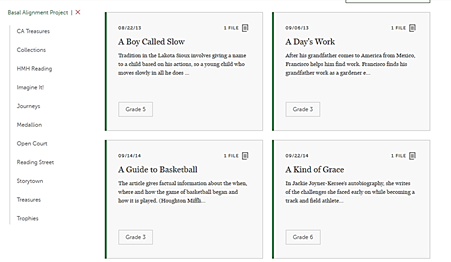 Basal Alignment Project | ✕
CA Treasures
Collections
HMH Reading
Imagine It!
Journeys
Medallion
Open Court
Reading Street
Storytown
Treasures
Trophies
08/22/13 1 FILE
A Boy Called Slow
Tradition in the Lakota Sioux involves giving a name
to a child based on his actions, so a young child who
moves slowly in all he does ...
Grade 5
09/06/13 1 FILE
A Day's Work
After his grandfather comes to America from Mexico,
Francisco helps him find work. Francisco finds his
grandfather work as a gardener e...
Grade 3
09/14/14 1 FILE
A Guide to Basketball
The article gives factual information about the when,
where and how the game of basketball began and
how it is played. (Houghton Miffli...
Grade 3
09/22/14 1 FILE
A Kind of Grace
In Jackie Joyner-Kersee's autobiography, she writes
of the challenges she faced early on while becoming a
track and field athlete...
Grade 6